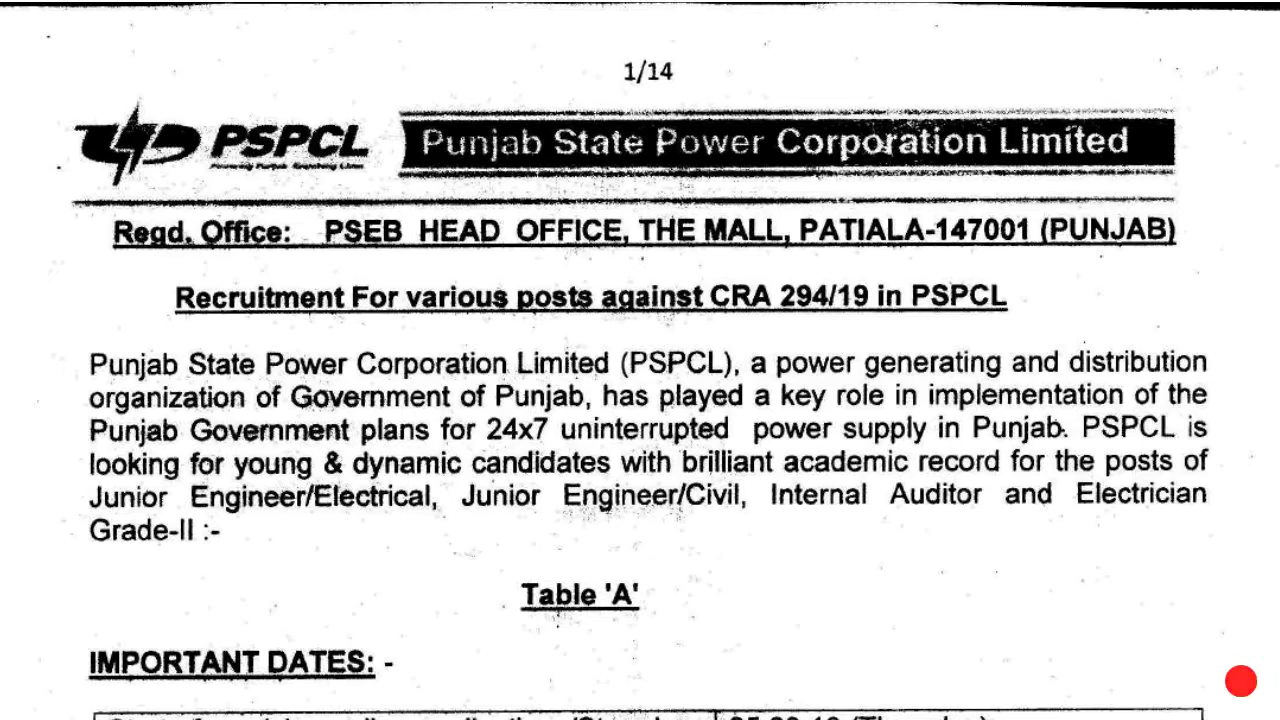 1/14
PSPCL
Punjab State Power Corporation Limited
Regd. Office: PSEB HEAD OFFICE, THE MALL, PATIALA-147001 (PUNJAB)
Recruitment For various posts against CRA 294/19 in PSPCL
Punjab State Power Corporation Limited (PSPCL), a power generating and distribution
organization of Government of Punjab, has played a key role in implementation of the
Punjab Government plans for 24x7 uninterrupted power supply in Punjab. PSPCL is
looking for young & dynamic candidates with brilliant academic record for the posts of
Junior Engineer/Electrical, Junior Engineer/Civil, Internal Auditor and Electrician
Grade-II :-
Table 'A'
IMPORTANT DATES: -